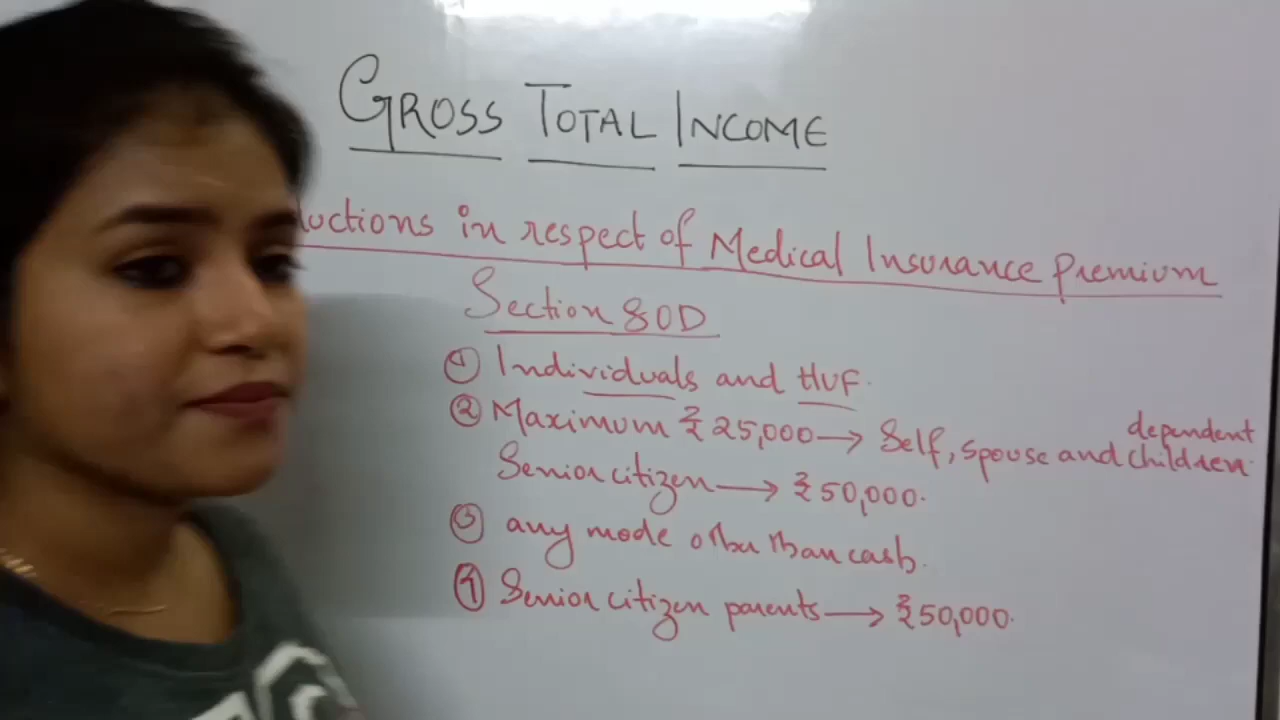 GROSS TOTAL INCOME
uctions in respect of Medical Insurance Premium
Section 80D
① Individuals and HUF.
② Maximum ₹25,000 → Self, spouse and dependent children.
Senior citizen → ₹50,000.
③ any mode other than cash.
④ Senior citizen parents → ₹50,000.